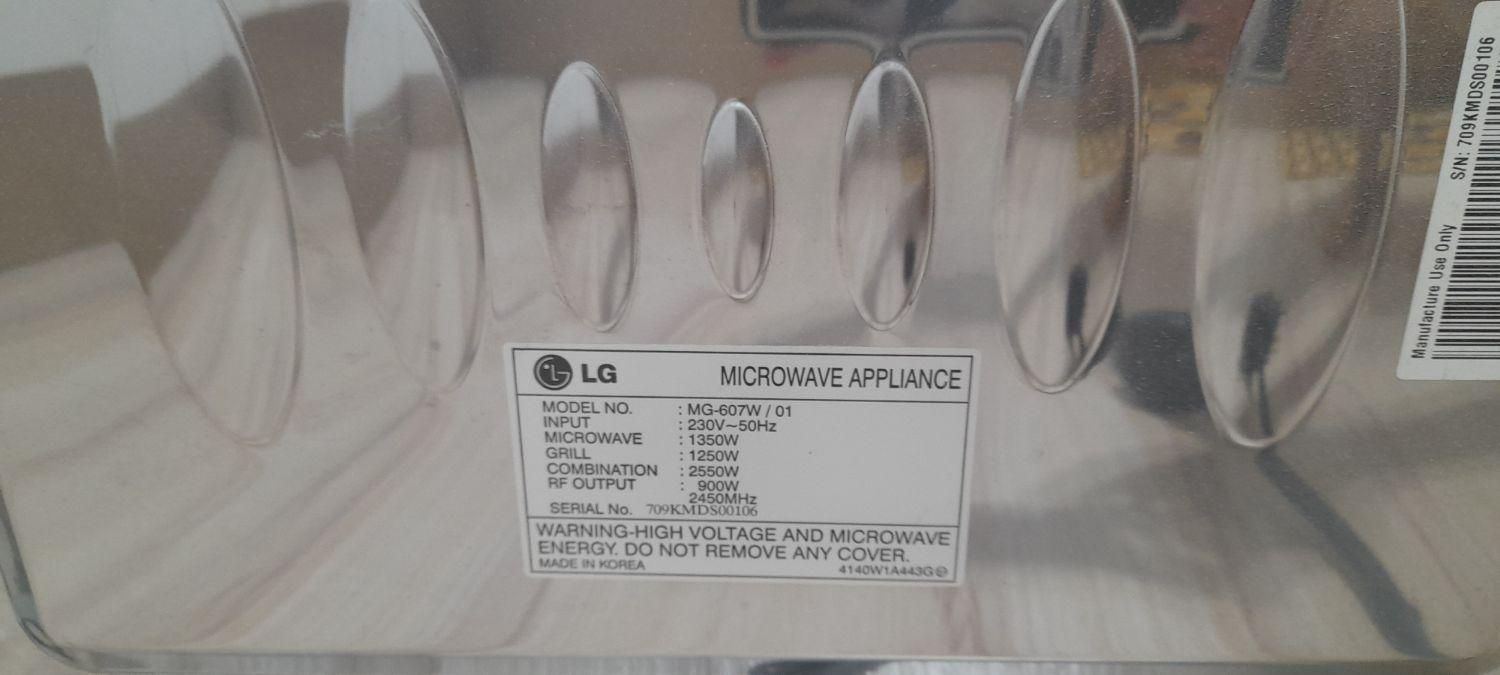 LG MICROWAVE APPLIANCE
MODEL NO. : MG-607W / 01
INPUT : 230V~50Hz
MICROWAVE : 1350W
GRILL : 1250W
COMBINATION : 2550W
RF OUTPUT : 900W
2450MHz
SERIAL No. 709KMDS00106
WARNING-HIGH VOLTAGE AND MICROWAVE
ENERGY. DO NOT REMOVE ANY COVER.
MADE IN KOREA 4140W1A443G
Manufacture Use Only S/N: 709KMDS00106